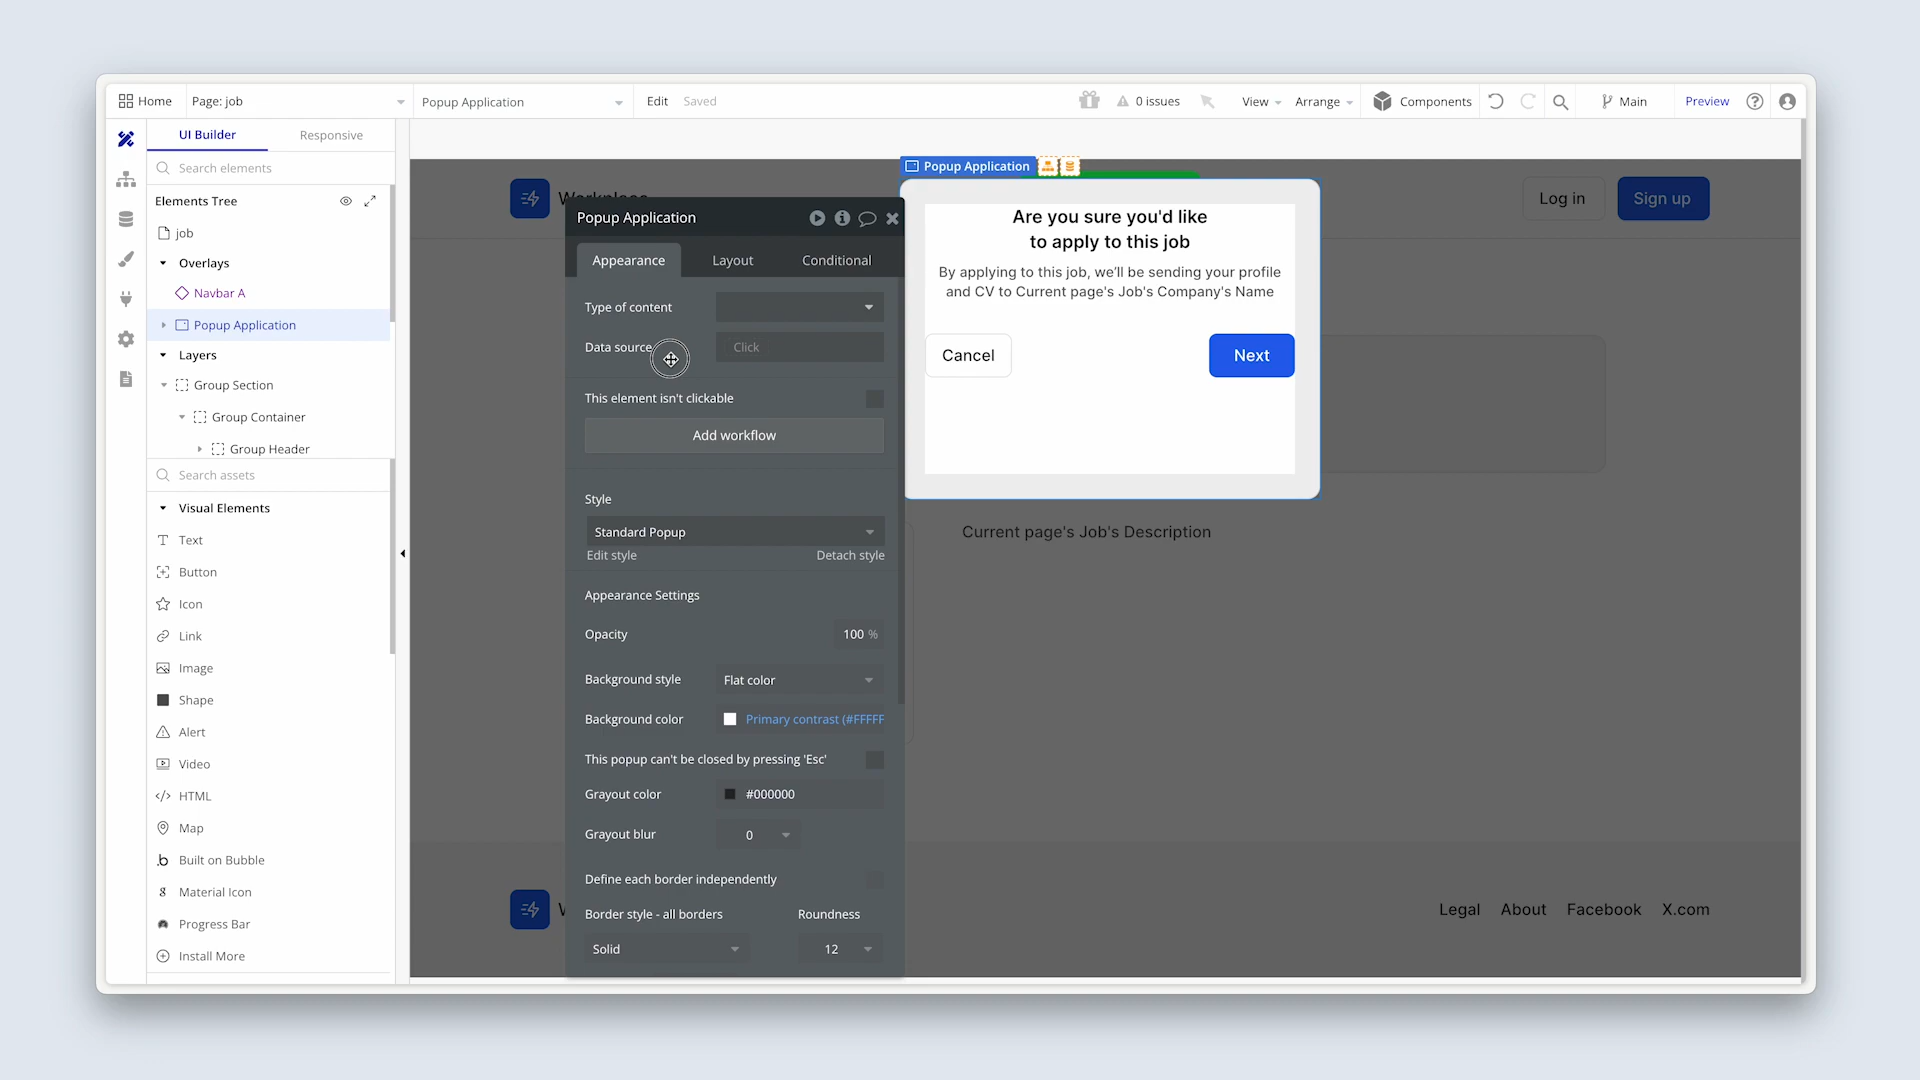 Home
Page: job
Popup Application
Edit
Saved
0 issues
View
Arrange
Components
Main
Preview
UI Builder
Responsive
Search elements
Elements Tree
job
Overlays
Navbar A
Popup Application
Layers
Group Section
Group Container
Group Header
Search assets
Visual Elements
Text
Button
Icon
Link
Image
Shape
Alert
Video
HTML
Map
Built on Bubble
Material Icon
Progress Bar
Install More
Popup Application
Appearance
Layout
Conditional
Type of content
Data source
Click
This element isn't clickable
Add workflow
Style
Standard Popup
Edit style
Detach style
Appearance Settings
Opacity
100 %
Background style
Flat color
Background color
Primary contrast (#FFFFF
This popup can't be closed by pressing 'Esc'
Grayout color
#000000
Grayout blur
0
Define each border independently
Border style - all borders
Roundness
Solid
12
Popup Application
Log in
Sign up
Are you sure you'd like
to apply to this job
By applying to this job, we'll be sending your profile
and CV to Current page's Job's Company's Name
Cancel
Next
Current page's Job's Description
Legal
About
Facebook
X.com